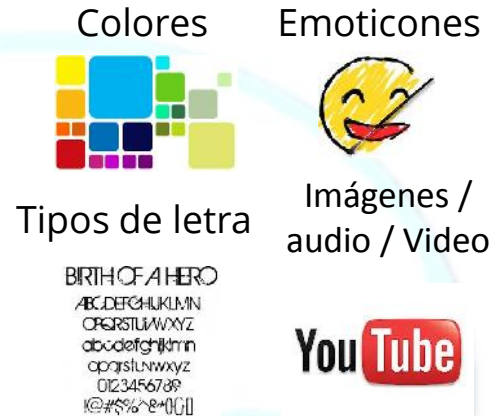 Colores
Emoticones
Tipos de letra
Imágenes /
audio / Video
BIRTH OF A HERO
ABCDEFGHIJKLMN
OPQRSTUVWXYZ
abcdefghijklmn
opqrstuvwxyz
0123456789
You Tube